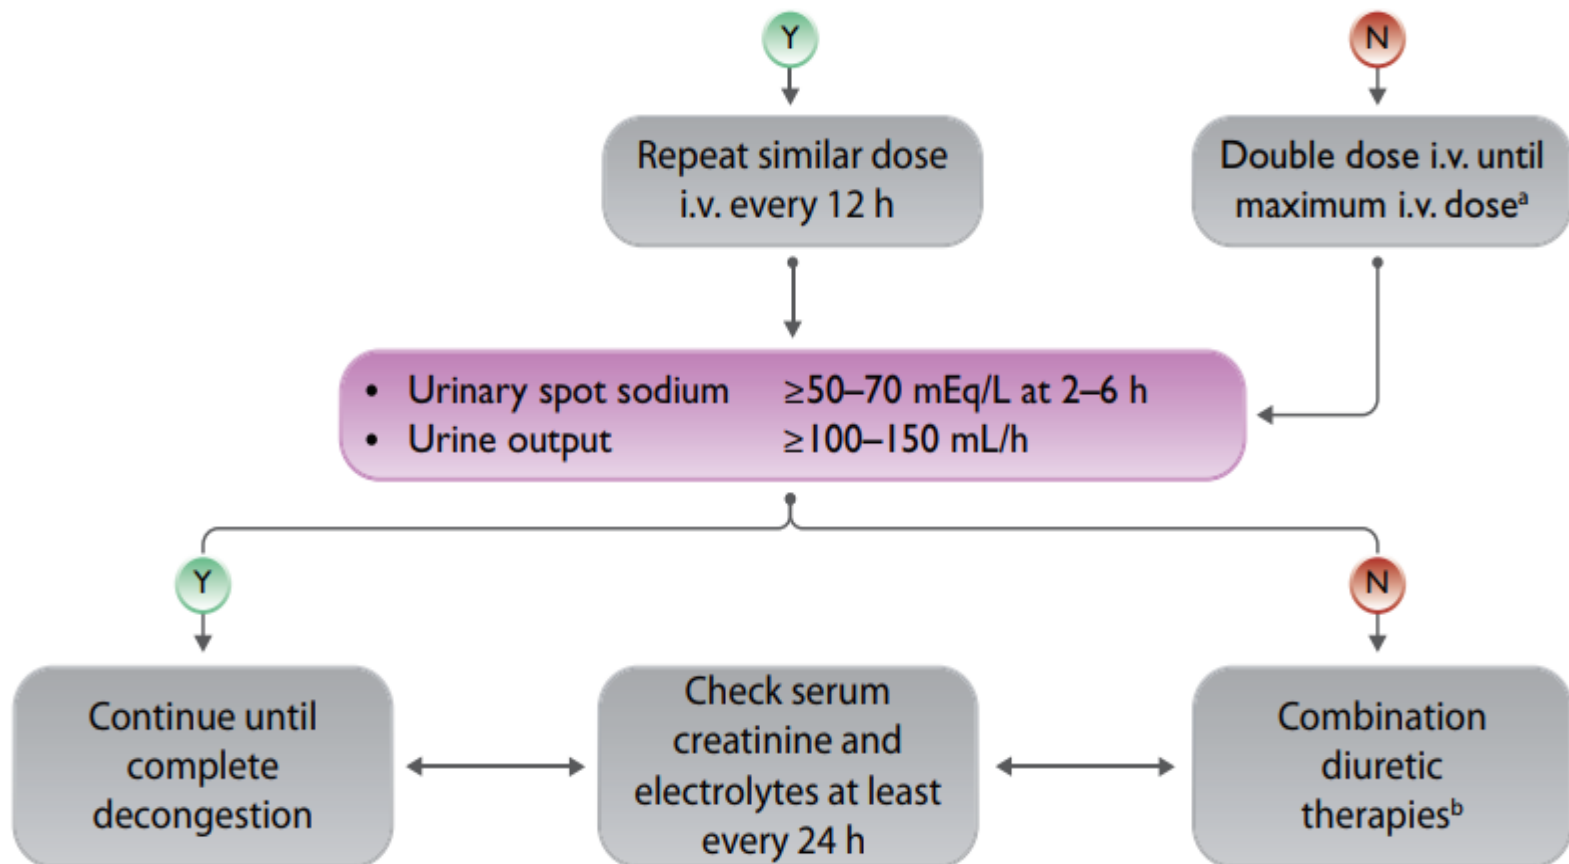 Y
N
Repeat similar dose
i.v. every 12 h
Double dose i.v. until
maximum i.v. doseᵃ
• Urinary spot sodium ≥50–70 mEq/L at 2–6 h
• Urine output ≥100–150 mL/h
Y
N
Continue until
complete
decongestion
Check serum
creatinine and
electrolytes at least
every 24 h
Combination
diuretic
therapiesᵇ